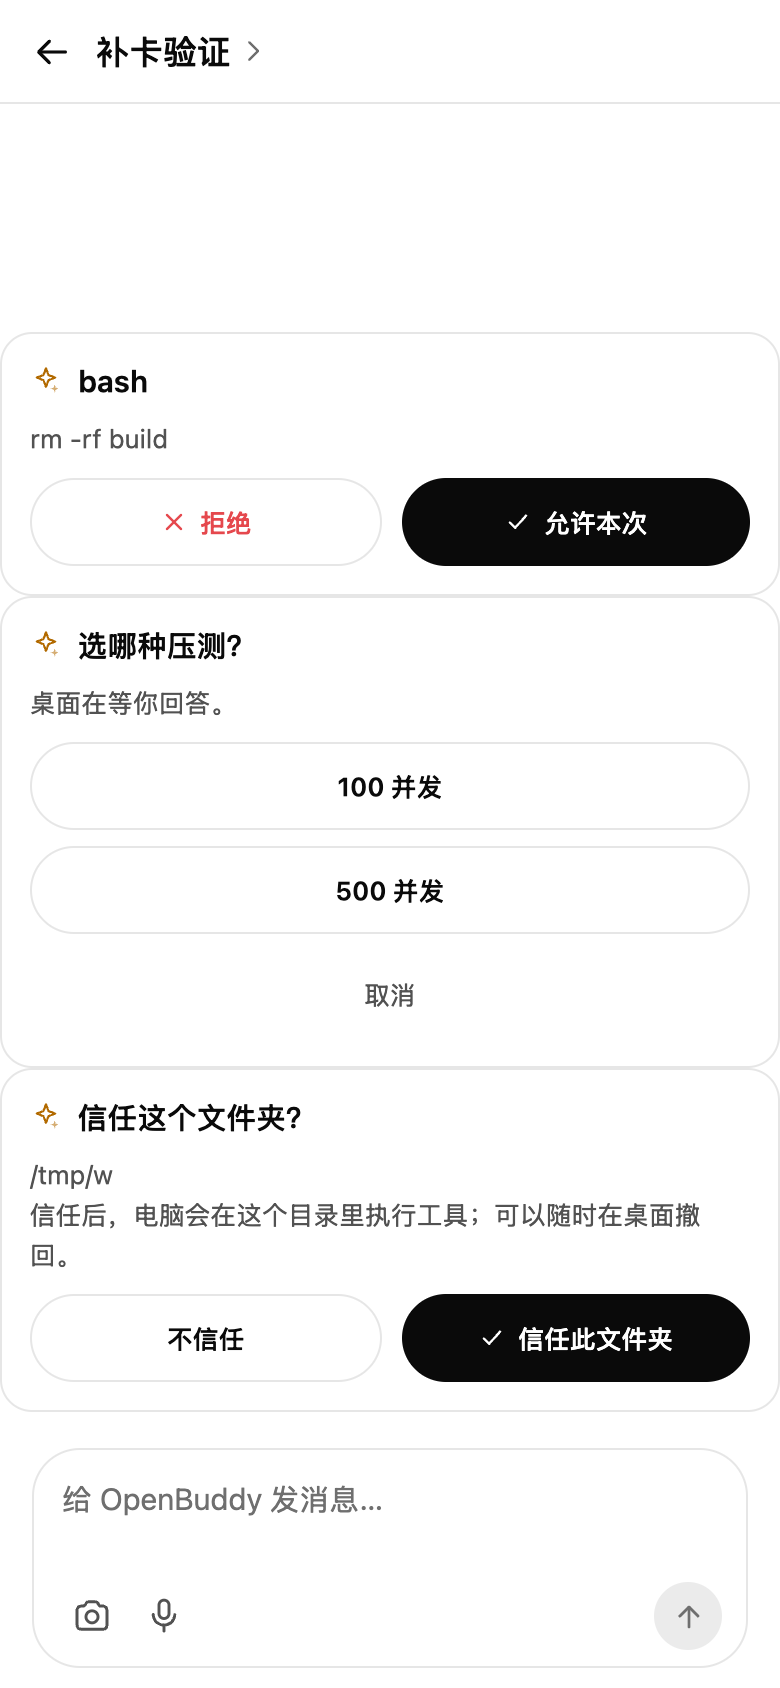 补卡验证
bash
rm -rf build
拒绝
允许本次
选哪种压测?
桌面在等你回答。
100 并发
500 并发
取消
信任这个文件夹?
/tmp/w
信任后，电脑会在这个目录里执行工具；可以随时在桌面撤
回。
不信任
信任此文件夹
给 OpenBuddy 发消息...